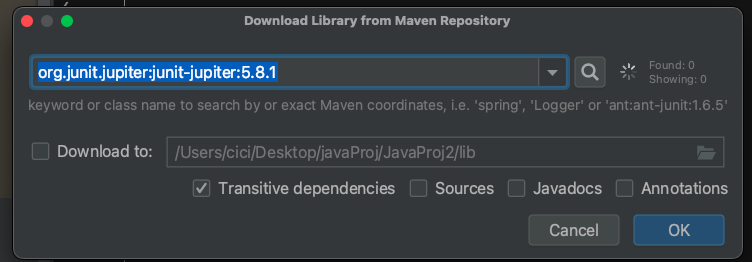 Download Library from Maven Repository
org.junit.jupiter:junit-jupiter:5.8.1
Found: 0
Showing: 0
keyword or class name to search by or exact Maven coordinates, i.e. 'spring', 'Logger' or 'ant:ant-junit:1.6.5'
Download to: /Users/cici/Desktop/javaProj/JavaProj2/lib
Transitive dependencies Sources Javadocs Annotations
Cancel OK